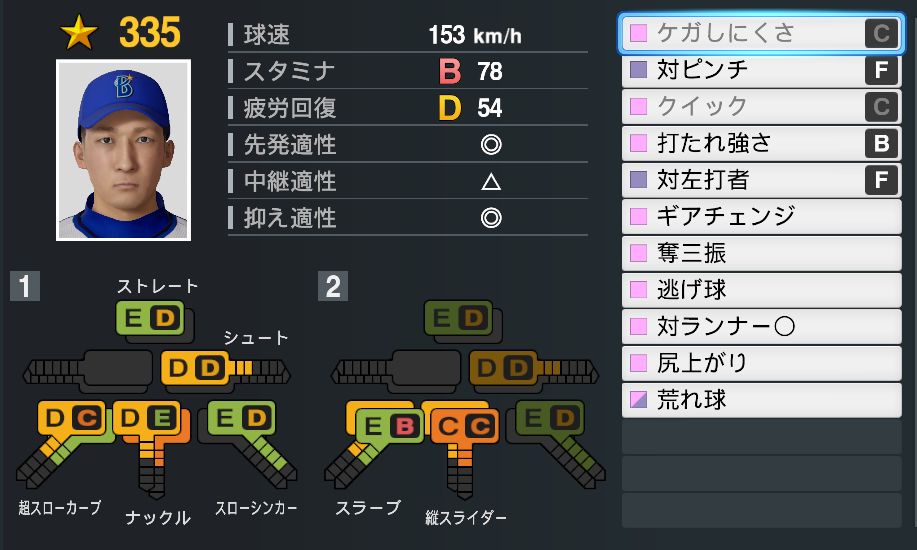 335
球速 153 km/h
スタミナ B 78
疲労回復 D 54
先発適性 ◎
中継適性 △
抑え適性 ◎
B
ケガしにくさ C
対ピンチ F
クイック C
打たれ強さ B
対左打者 F
ギアチェンジ
奪三振
逃げ球
対ランナー〇
尻上がり
荒れ球
1
ストレート
E D
シュート
D D
D C
D E
E D
超スローカーブ
ナックル
スローシンカー
2
E D
D D
E B
C C
E D
スラーブ
縦スライダー